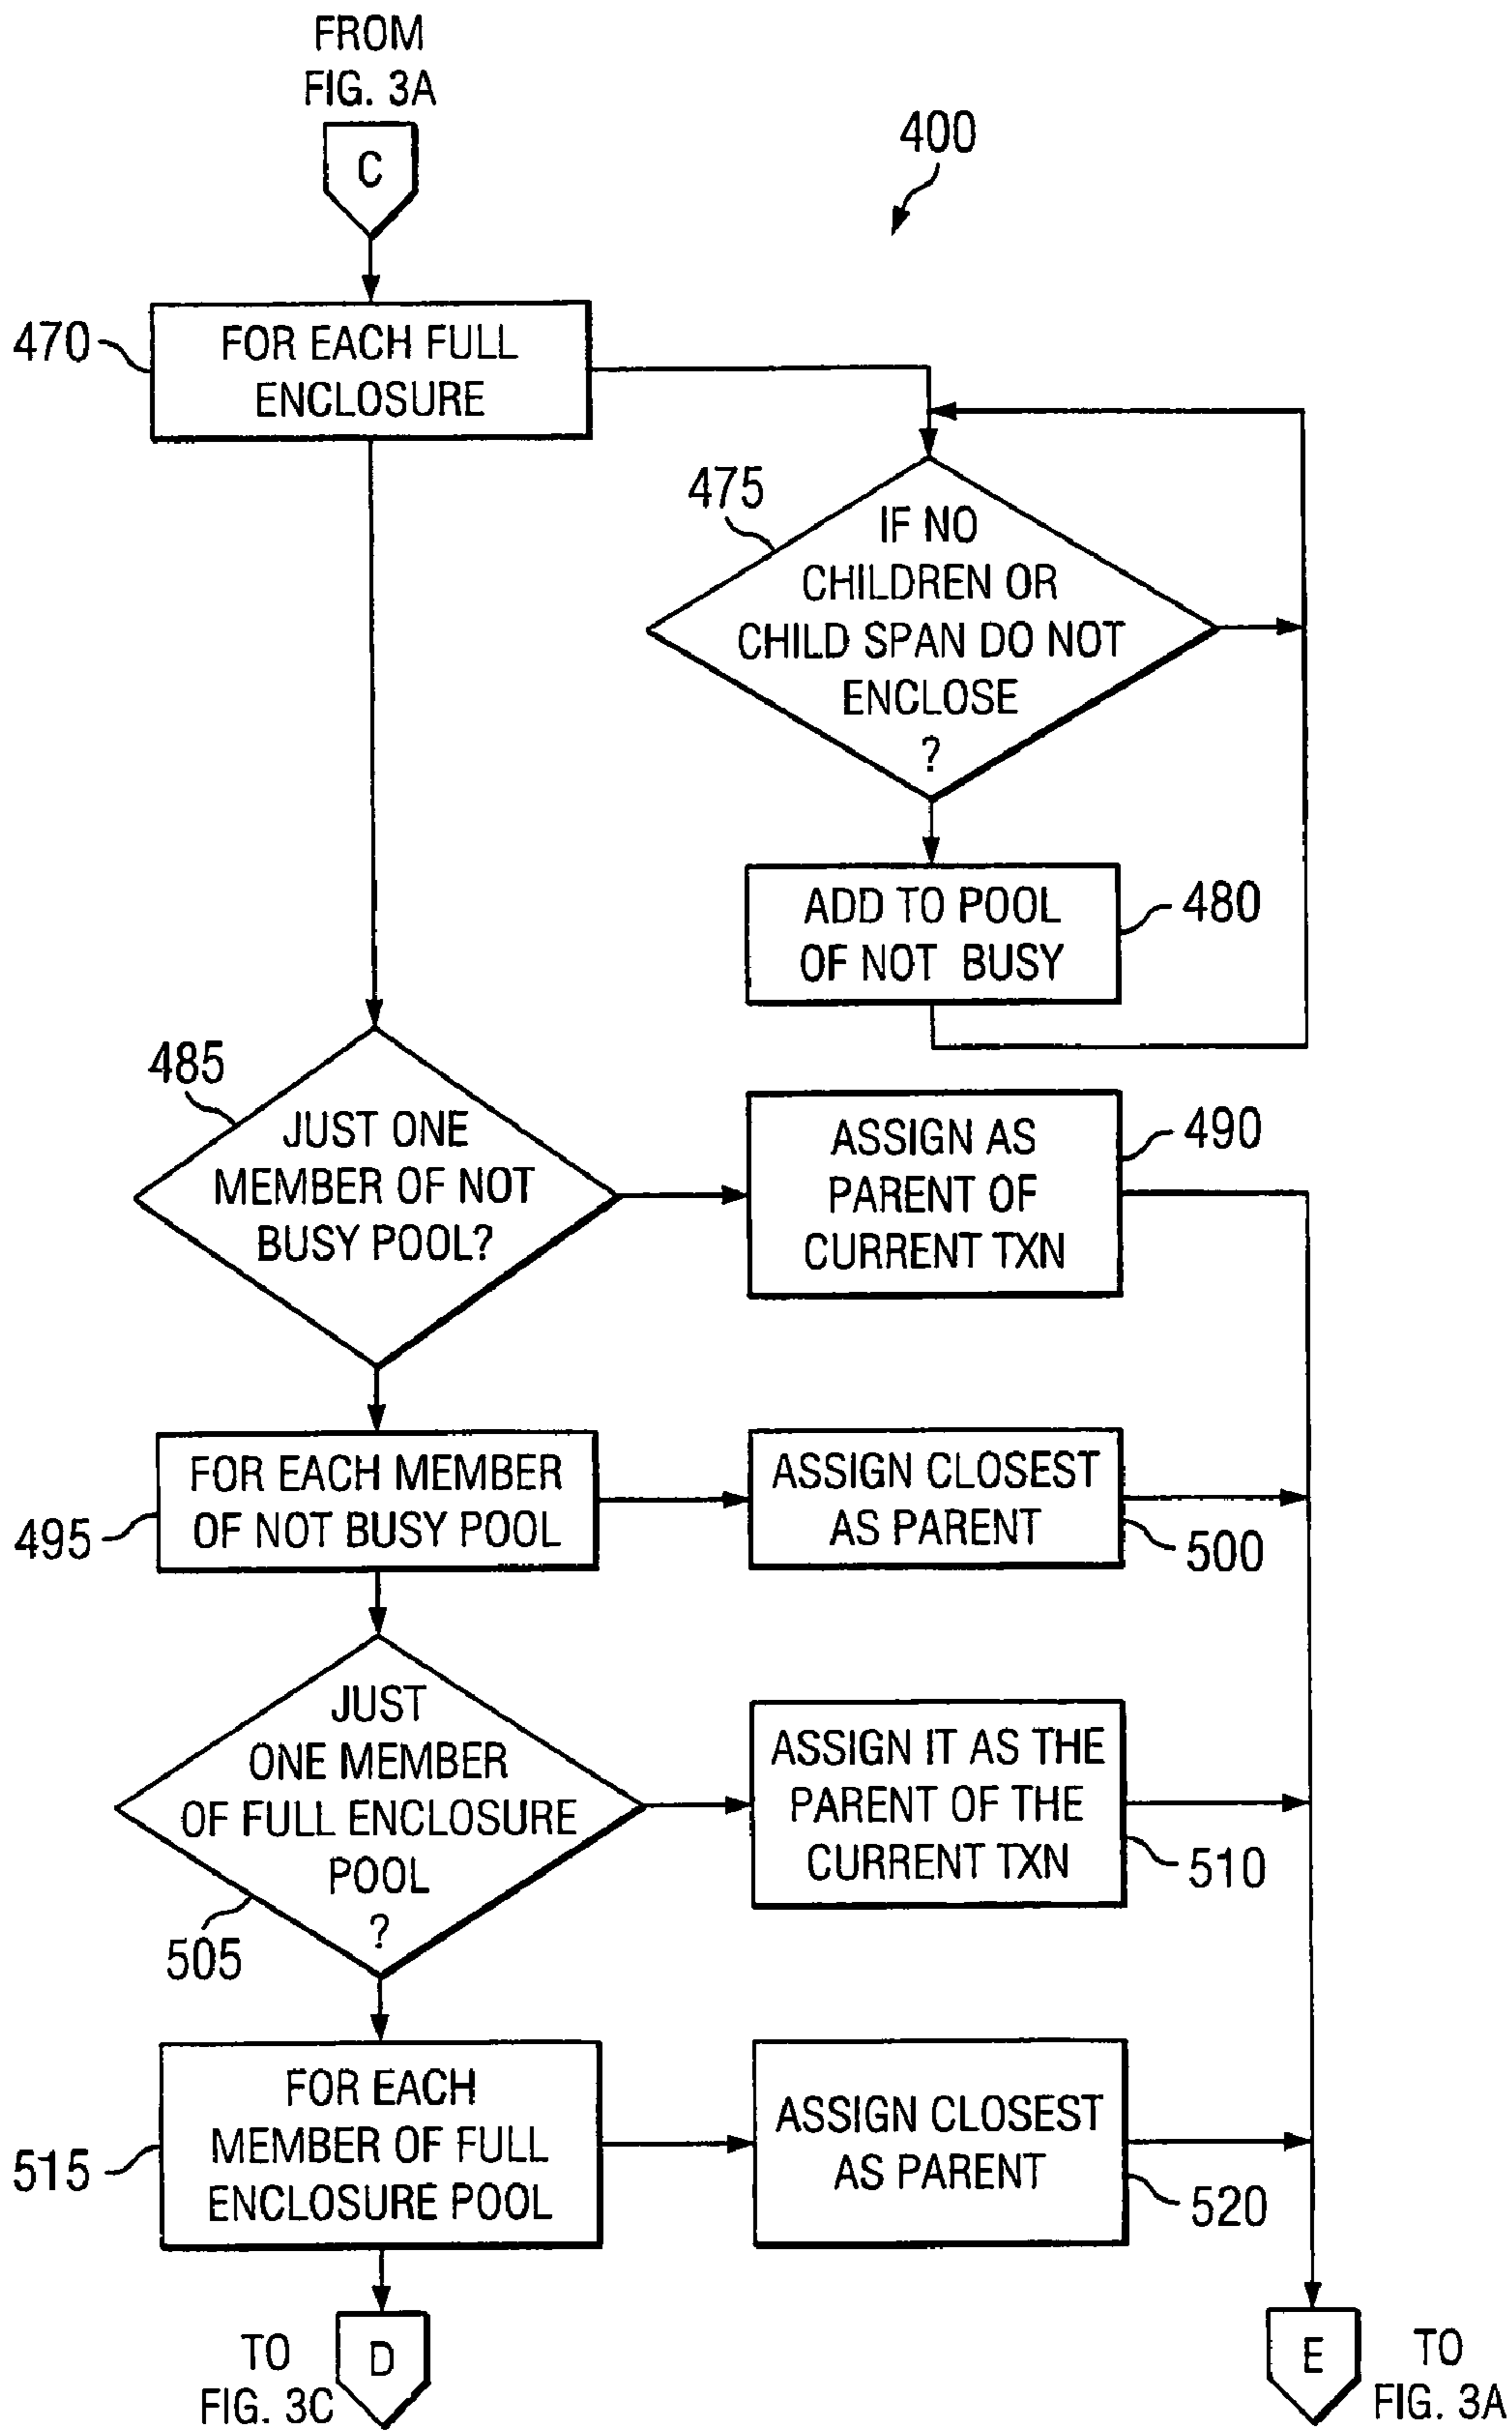 FROM
FIG. 3A
C
400
470
FOR EACH FULL
ENCLOSURE
475
IF NO
CHILDREN OR
CHILD SPAN DO NOT
ENCLOSE
?
ADD TO POOL
OF NOT BUSY
480
485
JUST ONE
MEMBER OF NOT
BUSY POOL?
ASSIGN AS
PARENT OF
CURRENT TXN
490
495
FOR EACH MEMBER
OF NOT BUSY POOL
ASSIGN CLOSEST
AS PARENT
500
JUST
ONE MEMBER
OF FULL ENCLOSURE
POOL
?
505
ASSIGN IT AS THE
PARENT OF THE
CURRENT TXN
510
515
FOR EACH
MEMBER OF FULL
ENCLOSURE POOL
ASSIGN CLOSEST
AS PARENT
520
TO
FIG. 3C
D
E
TO
FIG. 3A